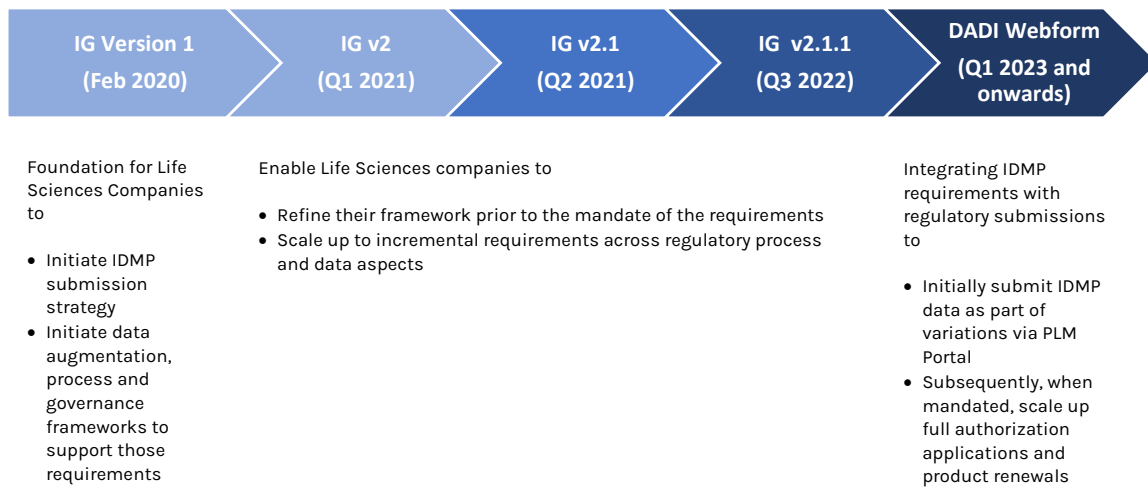 IG Version 1
(Feb 2020)
IG v2
(Q1 2021)
IG v2.1
(Q2 2021)
IG v2.1.1
(Q3 2022)
DADI Webform
(Q1 2023 and
onwards)
Foundation for Life
Sciences Companies
to
• Initiate IDMP
submission
strategy
• Initiate data
augmentation,
process and
governance
frameworks to
support those
requirements
Enable Life Sciences companies to
• Refine their framework prior to the mandate of the requirements
• Scale up to incremental requirements across regulatory process
and data aspects
Integrating IDMP
requirements with
regulatory submissions
to
• Initially submit IDMP
data as part of
variations via PLM
Portal
• Subsequently, when
mandated, scale up
full authorization
applications and
product renewals